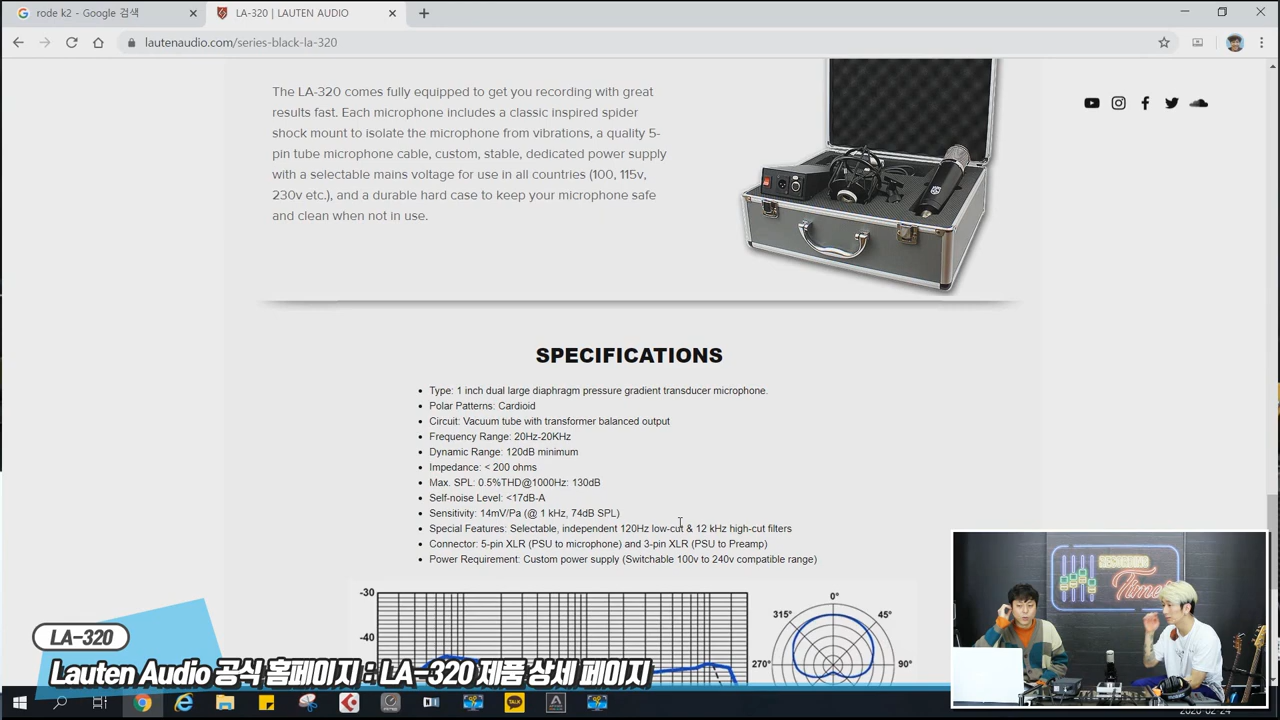 rode k2 - Google 검색
LA-320 | LAUTEN AUDIO
lautenaudio.com/series-black-la-320
The LA-320 comes fully equipped to get you recording with great
results fast. Each microphone incudes a classic inspired spider
shock mount to isolate the microphone from vibrations, a quality 5-
pin tube microphone cable, custom, stable, dedicated power supply
with a selectable mains voltage for use in all countries (100, 115v,
230v etc.), and a durable hard case to keep your microphone safe
and clean when not in use.
SPECIFICATIONS
• Type: 1 inch dual large diaphragm pressure gradient transducer microphone.
• Polar Patterns: Cardioid
• Circuit: Vacuum tube with transformer balanced output
• Frequency Range: 20Hz-20KHz
• Dynamic Range: 120dB minimum
• Impedance: < 200 ohms
• Max. SPL: 0.5%THD@1000Hz: 130dB
• Self-noise Level: <17dB-A
• Sensitivity: 14mV/Pa (@ 1 kHz, 74dB SPL)
• Special Features: Selectable, independent 120Hz low-cut & 12 kHz high-cut filters
• Connector: 5-pin XLR (PSU to microphone) and 3-pin XLR (PSU to Preamp)
• Power Requirement: Custom power supply (Switchable 100v to 240v compatible range)
-30
-40
0°
315°
45°
270°
90°
RECORDING
Time
LA-320
Lauten Audio 공식 홈페이지 : LA-320 제품 상세 페이지
TALK
2020-02-24